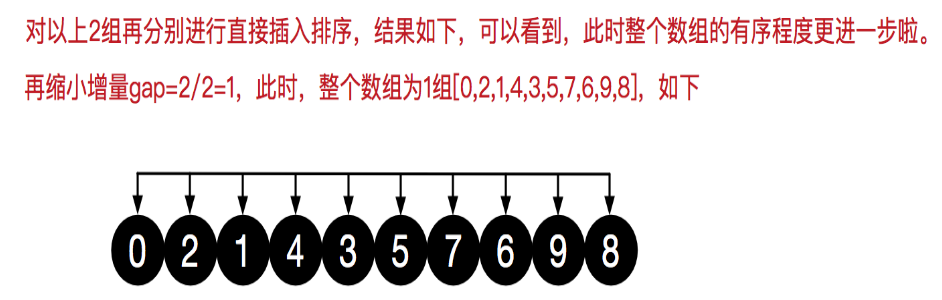 对以上2组再分别进行直接插入排序，结果如下，可以看到，此时整个数组的有序程度更进一步啦。
再缩小增量gap=2/2=1，此时，整个数组为1组[0,2,1,4,3,5,7,6,9,8]，如下
0 2 1 4 3 5 7 6 9 8